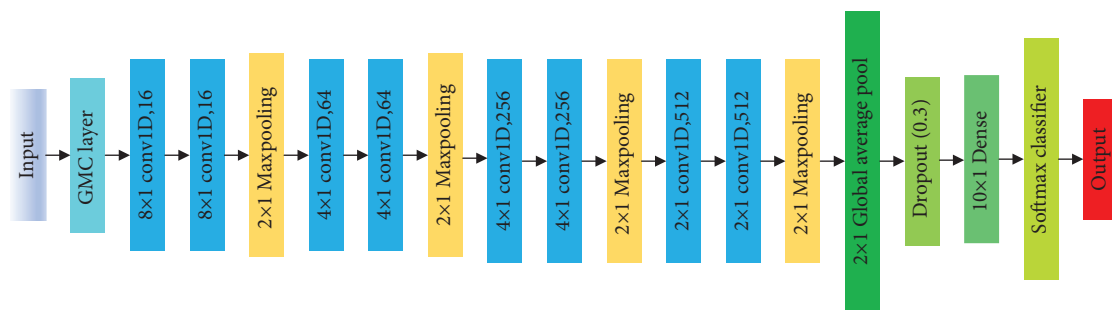 Input
GMC layer
8×1 conv1D,16
8×1 conv1D,16
2×1 Maxpooling
4×1 conv1D,64
4×1 conv1D,64
2×1 Maxpooling
4×1 conv1D,256
4×1 conv1D,256
2×1 Maxpooling
2×1 conv1D,512
2×1 conv1D,512
2×1 Maxpooling
2×1 Global average pool
Dropout (0.3)
10×1 Dense
Softmax classifier
Output